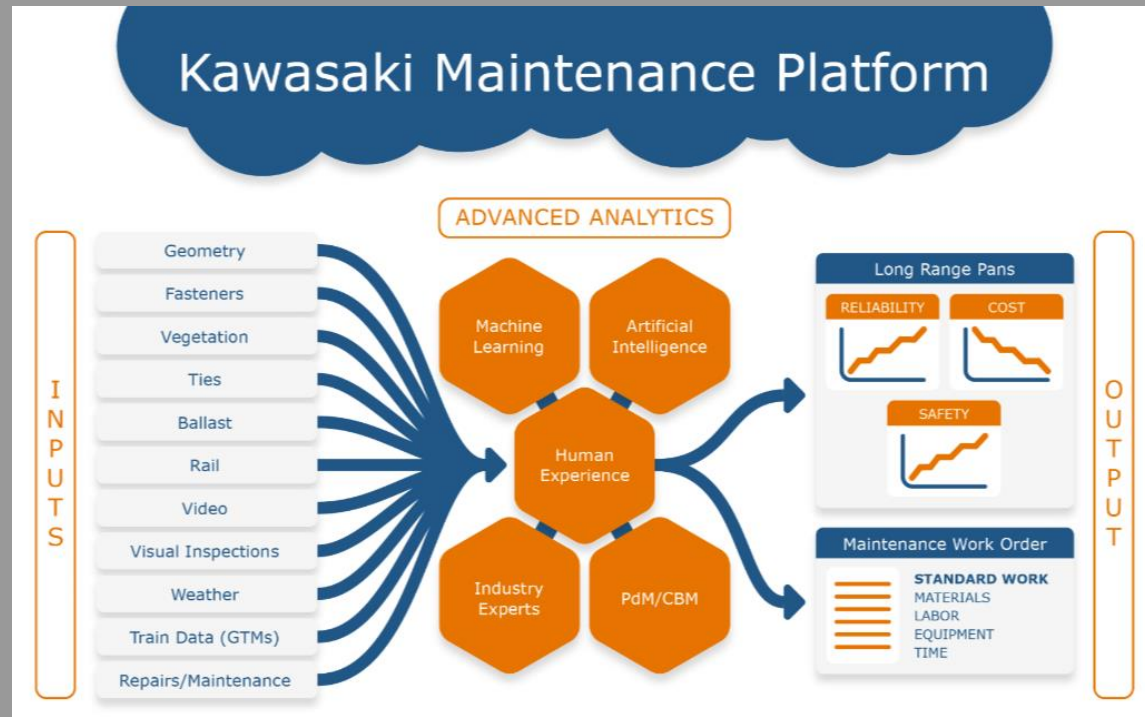 Kawasaki Maintenance Platform
ADVANCED ANALYTICS
INPUTS
Geometry
Fasteners
Vegetation
Ties
Ballast
Rail
Video
Visual Inspections
Weather
Train Data (GTMs)
Repairs/Maintenance
Machine
Learning
Artificial
Intelligence
Human
Experience
Industry
Experts
PdM/CBM
Long Range Pans
RELIABILITY
COST
SAFETY
Maintenance Work Order
STANDARD WORK
MATERIALS
LABOR
EQUIPMENT
TIME
OUTPUT